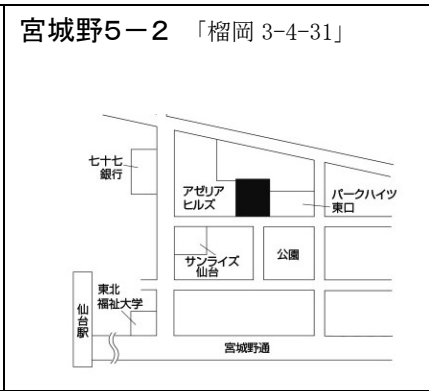 宮城野5－2 「榴岡 3-4-31」
七十七
銀行
アゼリア
ヒルズ
パークハイツ
東口
サンライズ
仙台
公園
東北
福祉大学
仙台駅
宮城野通